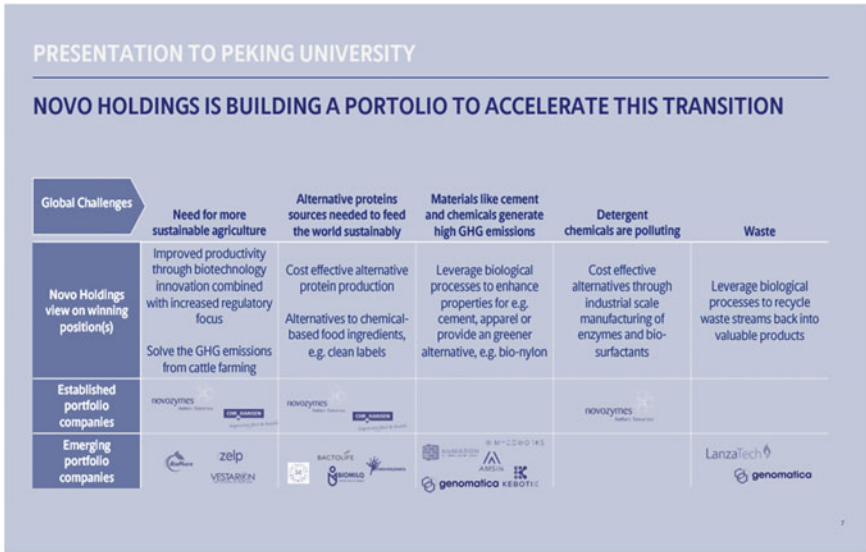 PRESENTATION TO PEKING UNIVERSITY
NOVO HOLDINGS IS BUILDING A PORTOLIO TO ACCELERATE THIS TRANSITION
Global Challenges
Need for more
sustainable agriculture
Alternative proteins
sources needed to feed
the world sustainably
Materials like cement
and chemicals generate
high GHG emissions
Detergent
chemicals are polluting
Waste
Novo Holdings
view on winning
position(s)
Improved productivity
through biotechnology
innovation combined
with increased regulatory
focus
Solve the GHG emissions
from cattle farming
Cost effective alternative
protein production
Alternatives to chemical-
based food ingredients,
e.g. clean labels
Leverage biological
processes to enhance
properties for e.g.
cement, apparel or
provide an greener
alternative, e.g. bio-nylon
Cost effective
alternatives through
industrial scale
manufacturing of
enzymes and bio-
surfactants
Leverage biological
processes to recycle
waste streams back into
valuable products
Established
portfolio
companies
novozymes
CHR HANSEN
novozymes
CHR HANSEN
novozymes
Emerging
portfolio
companies
zelp
VESTARON
BACTOLIFE
BIOMILQ
AMSilk
genomatica
KEBOTIX
LanzaTech
genomatica
7